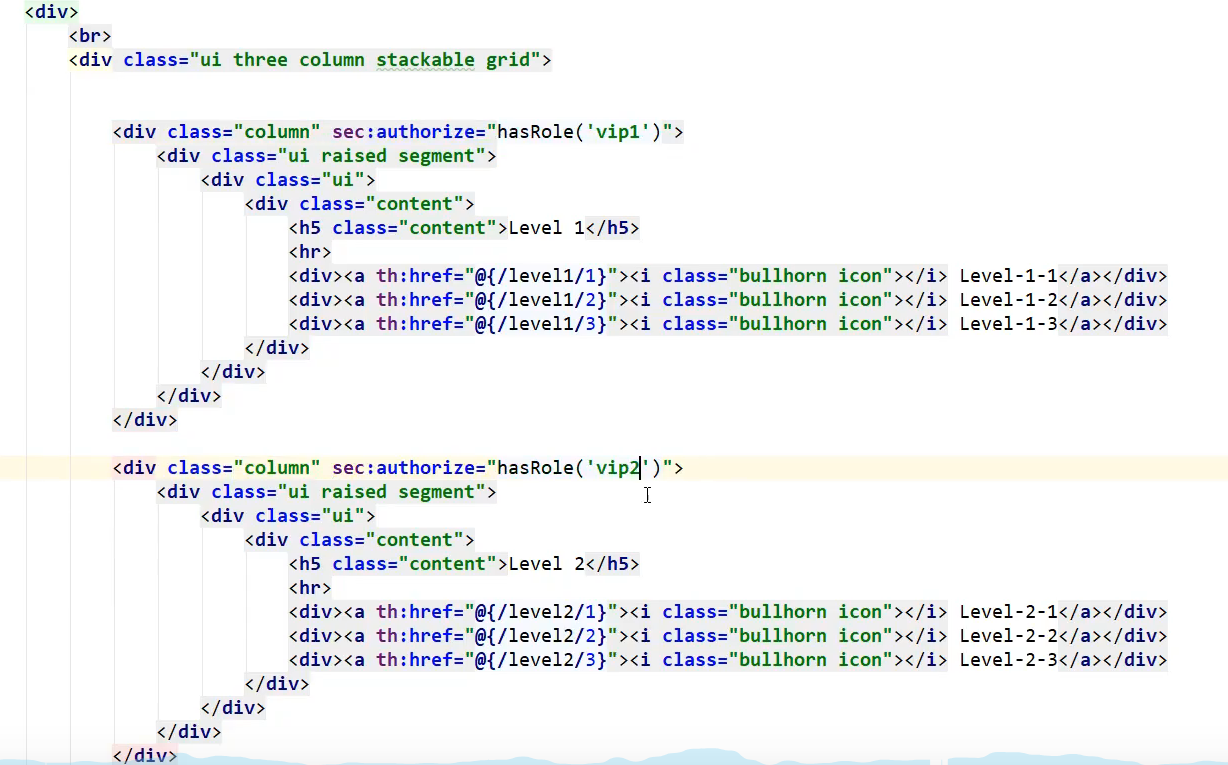 <div>
<br>
<div class="ui three column stackable grid">
<div class="column" sec:authorize="hasRole('vip1')">
<div class="ui raised segment">
<div class="ui">
<div class="content">
<h5 class="content">Level 1</h5>
<hr>
<div><a th:href="@{/level1/1}"><i class="bullhorn icon"></i> Level-1-1</a></div>
<div><a th:href="@{/level1/2}"><i class="bullhorn icon"></i> Level-1-2</a></div>
<div><a th:href="@{/level1/3}"><i class="bullhorn icon"></i> Level-1-3</a></div>
</div>
</div>
</div>
</div>
<div class="column" sec:authorize="hasRole('vip2')">
<div class="ui raised segment">
<div class="ui">
<div class="content">
<h5 class="content">Level 2</h5>
<hr>
<div><a th:href="@{/level2/1}"><i class="bullhorn icon"></i> Level-2-1</a></div>
<div><a th:href="@{/level2/2}"><i class="bullhorn icon"></i> Level-2-2</a></div>
<div><a th:href="@{/level2/3}"><i class="bullhorn icon"></i> Level-2-3</a></div>
</div>
</div>
</div>
</div>